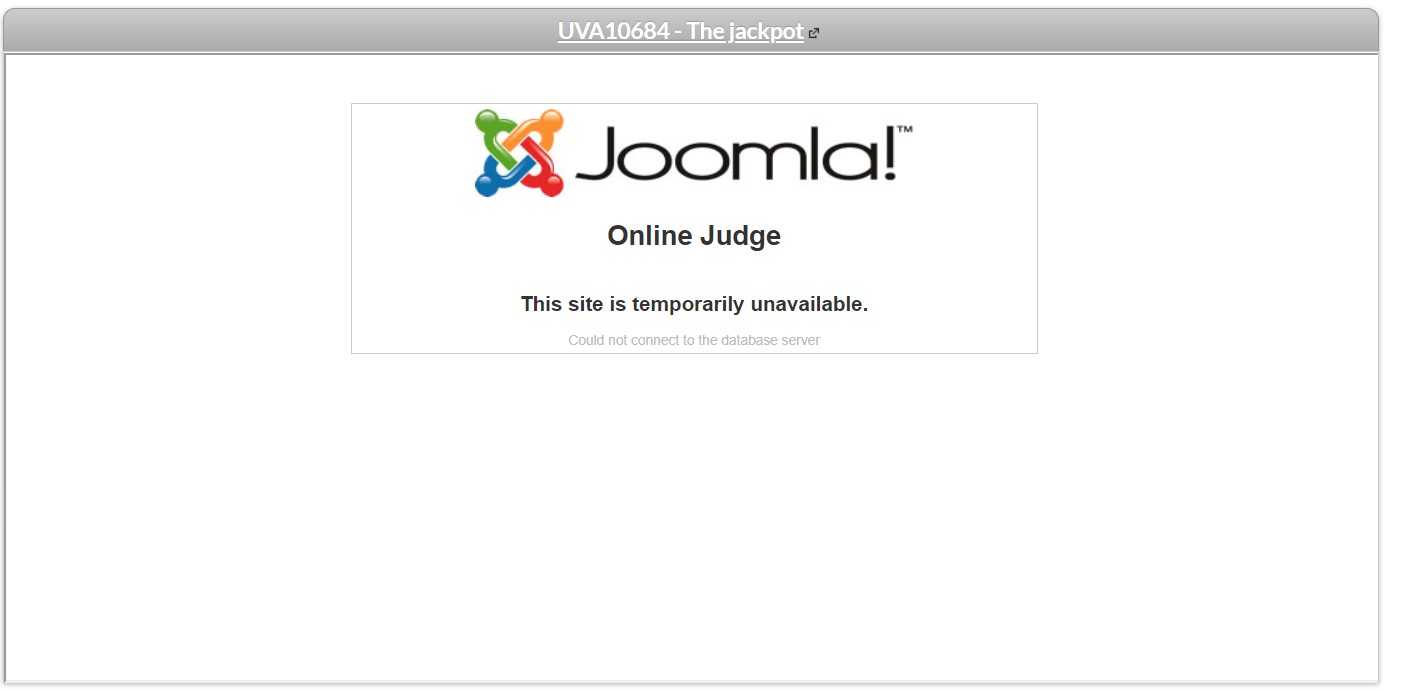 UVA10684 - The jackpot
Joomla!™
Online Judge
This site is temporarily unavailable.
Could not connect to the database server